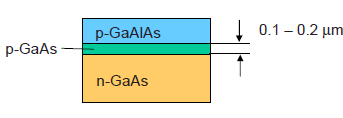 p-GaAlAs
0.1 – 0.2 μm
p-GaAs
n-GaAs